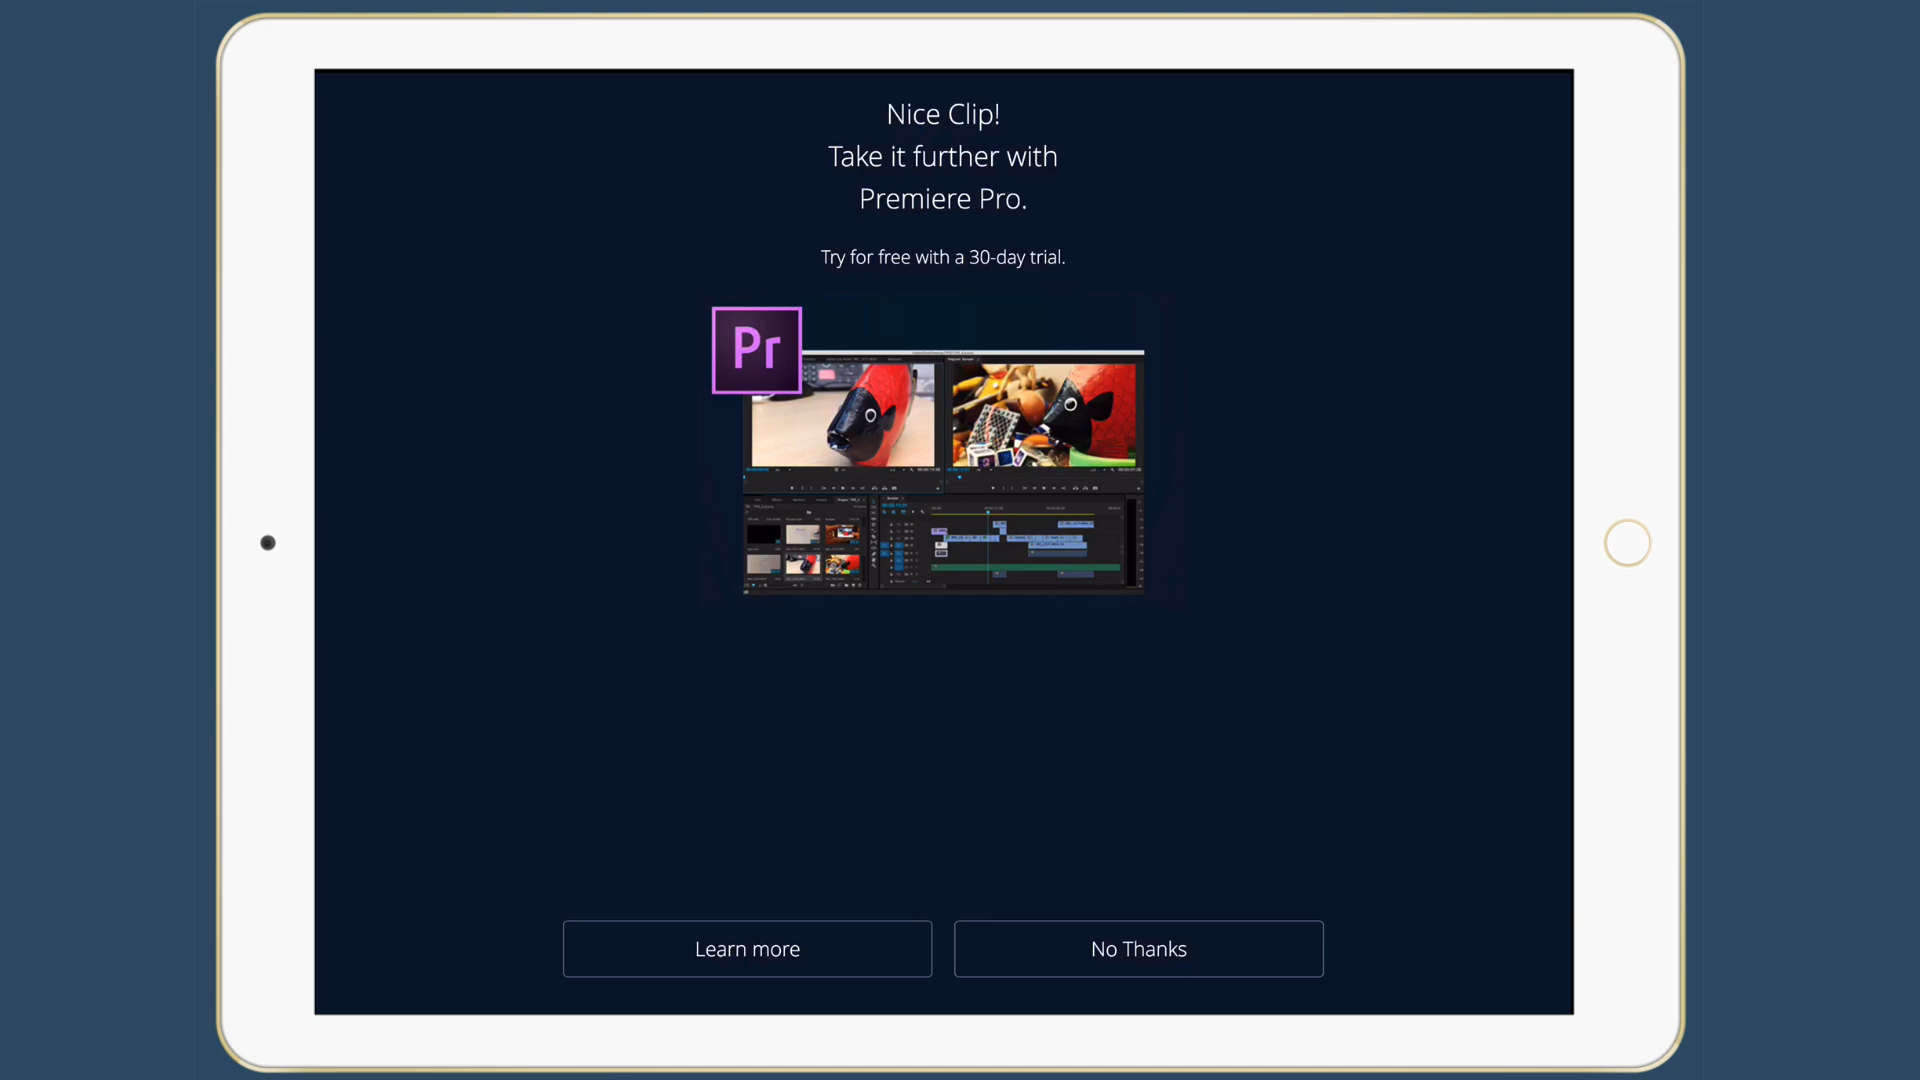 Nice Clip!
Take it further with
Premiere Pro.
Try for free with a 30-day trial.
Pr
Learn more
No Thanks